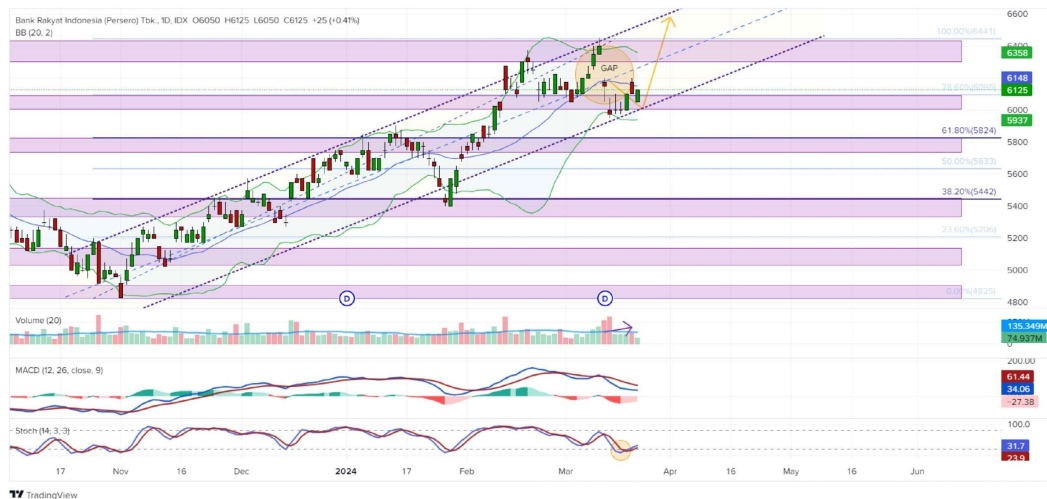 Bank Rakyat Indonesia (Persero) Tbk., 1D, IDX O6050 H6125 L6050 C6125 +25 (+0.41%)
BB (20, 2)
6600
100.00%(6441)
6400
6358
GAP
6148
6125
6000
5937
61.80%(5824)
5800
50.00%(5633)
5600
38.20%(5442)
5400
23.60%(5206)
5200
5000
0.00%(4825)
4800
D
D
Volume (20)
135.349M
74.937M
MACD (12, 26, close, 9)
200.00
61.44
34.06
-27.38
Stoch (14, 3, 3)
100.0
31.7
23.9
17 Nov 16 Dec 2024 17 Feb Mar Apr 16 May 16 Jun
TradingView